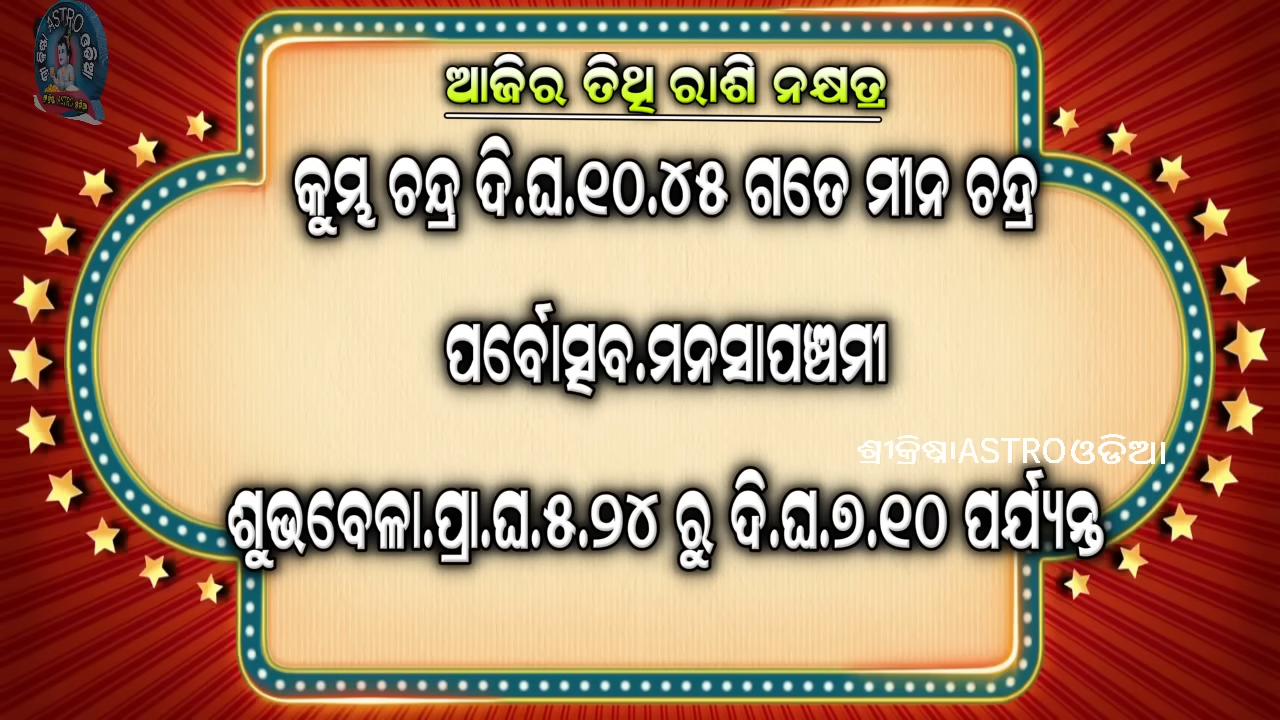 ASTRO
ଆଜିର ତିଥି ରାଶି ନକ୍ଷତ୍ର
କୁମ୍ଭ ଚନ୍ଦ୍ର ଦି.ଘ.୧୦.୪୫ ଗତେ ମୀନ ଚନ୍ଦ୍ର
ପର୍ବୋତ୍ସବ.ମନସାପଞ୍ଚମୀ
ଶ୍ରୀକ୍ରିଷ୍ନାASTROଓଡିଆ
ଶୁଭବେଳା.ପ୍ରା.ଘ.୫.୨୪ ରୁ ଦି.ଘ.୭.୧୦ ପର୍ଯ୍ୟନ୍ତ